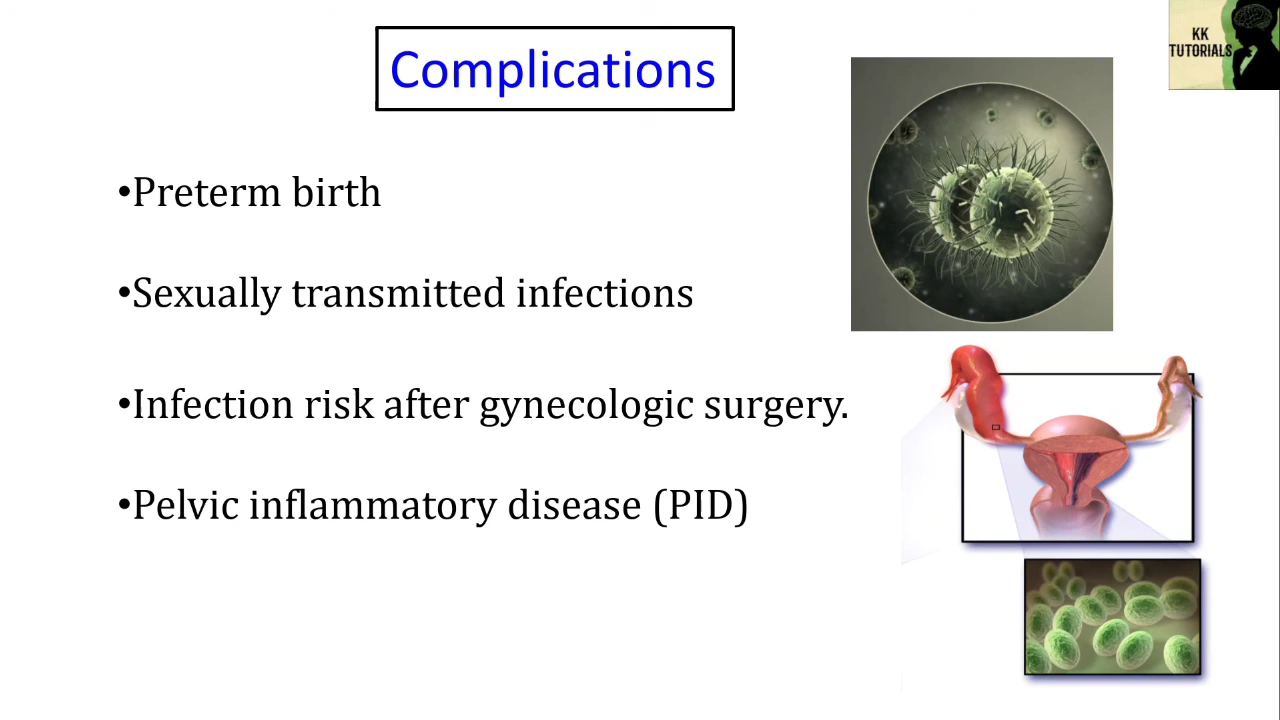 Complications
KK
TUTORIALS
•Preterm birth
•Sexually transmitted infections
•Infection risk after gynecologic surgery.
•Pelvic inflammatory disease (PID)